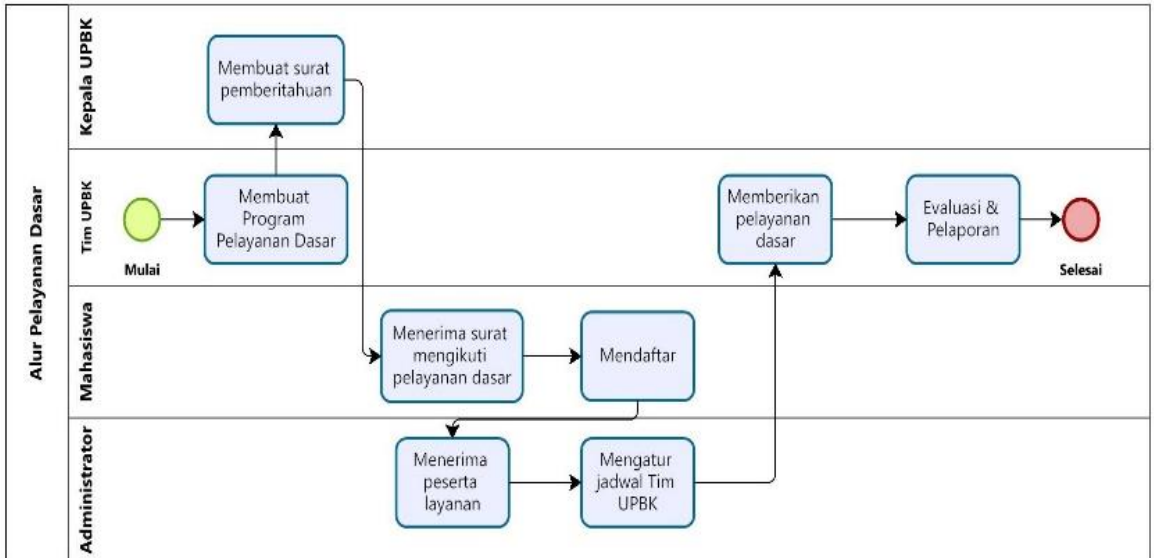 Alur Pelayanan Dasar
Kepala UPBK
Membuat surat
pemberitahuan
Tim UPBK
Mulai
Membuat
Program
Pelayanan Dasar
Memberikan
pelayanan
dasar
Evaluasi &
Pelaporan
Selesai
Mahasiswa
Menerima surat
mengikuti
pelayanan dasar
Mendaftar
Administrator
Menerima
peserta
layanan
Mengatur
jadwal Tim
UPBK